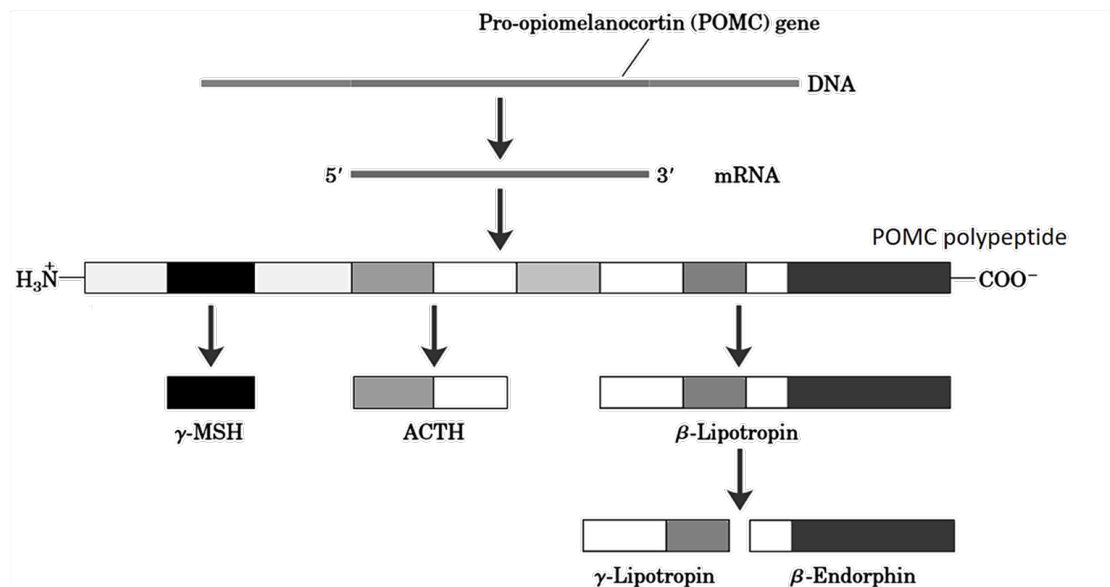 Pro-opiomelanocortin (POMC) gene
DNA
5′ 3′ mRNA
POMC polypeptide
H₃N⁺ COO⁻
γ-MSH ACTH β-Lipotropin
γ-Lipotropin β-Endorphin